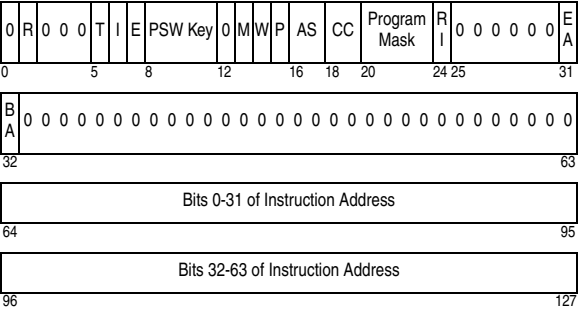 0 R 0 0 0 T I E PSW Key 0 M W P AS CC Program Mask R I 0 0 0 0 0 0 E A
0 5 8 12 16 18 20 24 25 31
B A 0 0 0 0 0 0 0 0 0 0 0 0 0 0 0 0 0 0 0 0 0 0 0 0 0 0 0 0 0 0 0
32 63
Bits 0-31 of Instruction Address
64 95
Bits 32-63 of Instruction Address
96 127